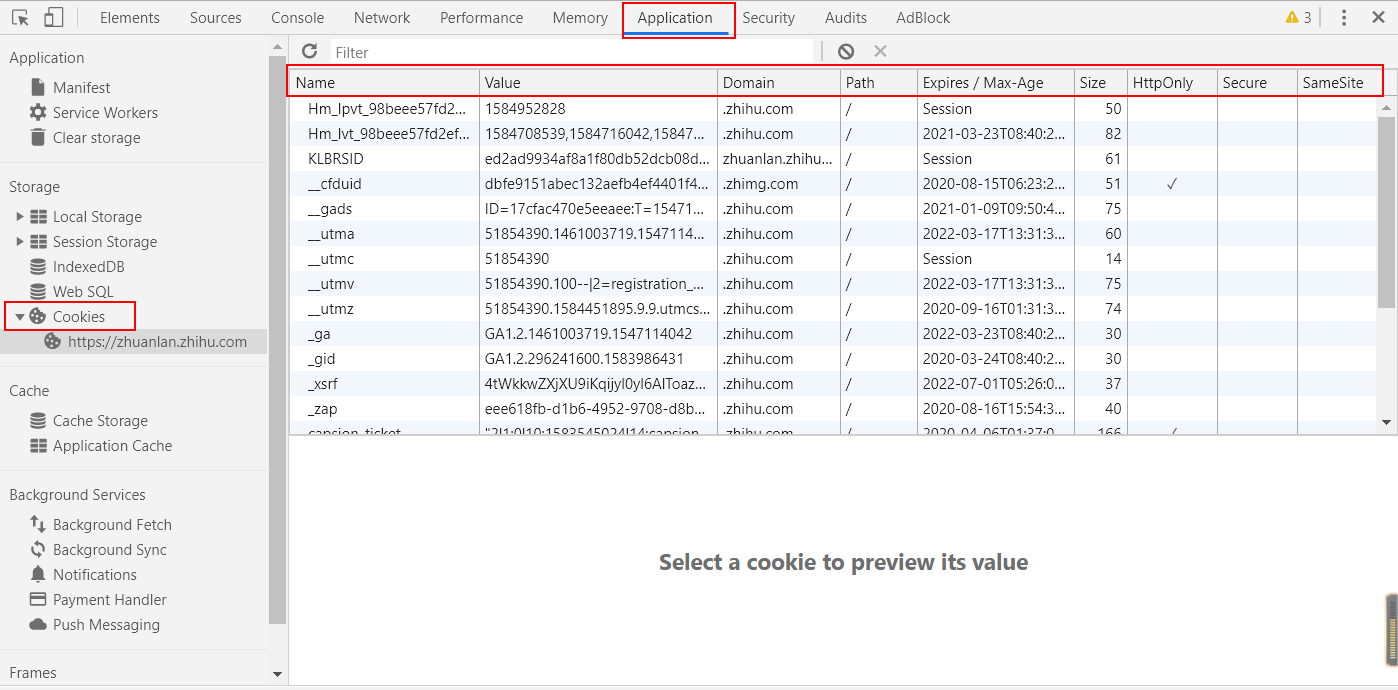 Elements Sources Console Network Performance Memory Application Security Audits AdBlock 3
Application
Manifest
Service Workers
Clear storage
Storage
Local Storage
Session Storage
IndexedDB
Web SQL
Cookies
https://zhuanlan.zhihu.com
Cache
Cache Storage
Application Cache
Background Services
Background Fetch
Background Sync
Notifications
Payment Handler
Push Messaging
Frames
Filter
Name Value Domain Path Expires / Max-Age Size HttpOnly Secure SameSite
Hm_lpvt_98beee57fd2... 1584952828 .zhihu.com / Session 50
Hm_lvt_98beee57fd2ef... 1584708539,1584716042,15847... .zhihu.com / 2021-03-23T08:40:2... 82
KLBRSID ed2ad9934af8a1f80db52dcb08d... zhuanlan.zhihu... / Session 61
__cfduid dbfe9151abec132aefb4ef4401f4... .zhimg.com / 2020-08-15T06:23:2... 51 ✓
__gads ID=17cfac470e5eeaee:T=15471... .zhihu.com / 2021-01-09T09:50:4... 75
__utma 51854390.1461003719.1547114... .zhihu.com / 2022-03-17T13:31:3... 60
__utmc 51854390 .zhihu.com / Session 14
__utmv 51854390.100--|2=registration_... .zhihu.com / 2022-03-17T13:31:3... 75
__utmz 51854390.1584451895.9.9.utmcs... .zhihu.com / 2020-09-16T01:31:3... 74
_ga GA1.2.1461003719.1547114042 .zhihu.com / 2022-03-23T08:40:2... 30
_gid GA1.2.296241600.1583986431 .zhihu.com / 2020-03-24T08:40:2... 30
_xsrf .zhihu.com / 2022-07-01T05:26:0... 37
_zap eee618fb-d1b6-4952-9708-d8b... .zhihu.com / 2020-08-16T15:54:3... 40
capsion_ticket "2|1:0|10:1583545024|14:capsion... .zhihu.com / 2020-04-06T01:37:0... 166 ✓
Select a cookie to preview its value